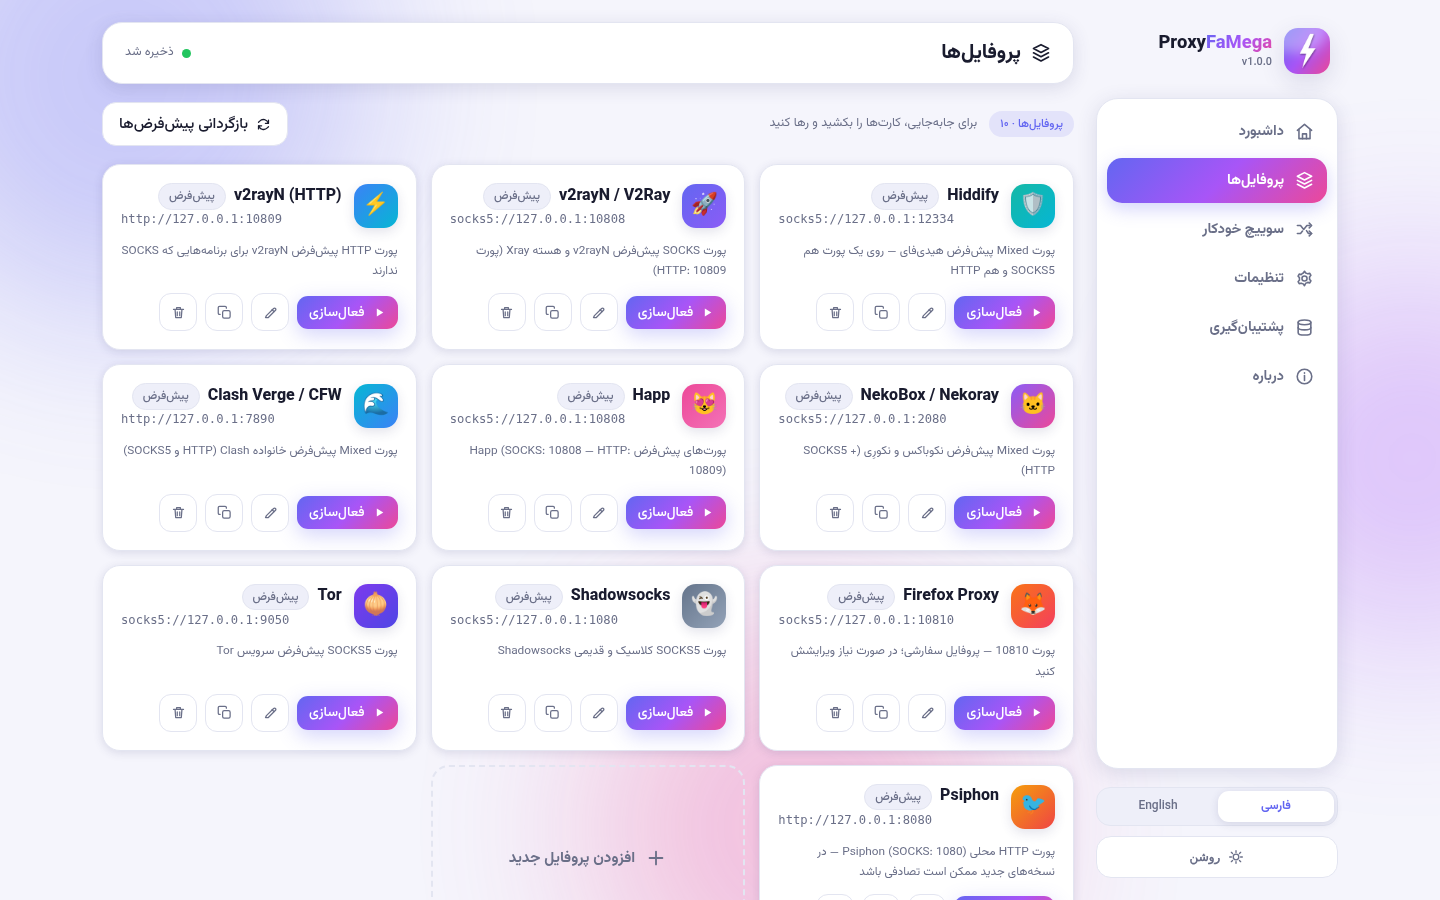 ProxyFaMega
v1.0.0
داشبورد
پروفایل‌ها
سوییچ خودکار
تنظیمات
پشتیبان‌گیری
درباره
فارسی
English
روشن
پروفایل‌ها
ذخیره شد
پروفایل‌ها · ۱۰
برای جابه‌جایی، کارت‌ها را بکشید و رها کنید
بازگردانی پیش‌فرض‌ها
Hiddify پیش‌فرض
socks5://127.0.0.1:12334
پورت Mixed پیش‌فرض هیدی‌فای — روی یک پورت هم
SOCKS5 و هم HTTP
فعال‌سازی
v2rayN / V2Ray پیش‌فرض
socks5://127.0.0.1:10808
پورت SOCKS پیش‌فرض v2rayN و هسته Xray (پورت
HTTP: 10809)
فعال‌سازی
v2rayN (HTTP) پیش‌فرض
http://127.0.0.1:10809
پورت HTTP پیش‌فرض v2rayN برای برنامه‌هایی که SOCKS
ندارند
فعال‌سازی
NekoBox / Nekoray پیش‌فرض
socks5://127.0.0.1:2080
پورت Mixed پیش‌فرض نکوباکس و نکوری (SOCKS5 +
HTTP)
فعال‌سازی
Happ پیش‌فرض
socks5://127.0.0.1:10808
پورت‌های پیش‌فرض Happ (SOCKS: 10808 — HTTP:
10809)
فعال‌سازی
Clash Verge / CFW پیش‌فرض
http://127.0.0.1:7890
پورت Mixed پیش‌فرض خانواده Clash (HTTP و SOCKS5)
فعال‌سازی
Firefox Proxy پیش‌فرض
socks5://127.0.0.1:10810
پورت 10810 — پروفایل سفارشی؛ در صورت نیاز ویرایشش
کنید
فعال‌سازی
Shadowsocks پیش‌فرض
socks5://127.0.0.1:1080
پورت SOCKS5 کلاسیک و قدیمی Shadowsocks
فعال‌سازی
Tor پیش‌فرض
socks5://127.0.0.1:9050
پورت SOCKS5 پیش‌فرض سرویس Tor
فعال‌سازی
Psiphon پیش‌فرض
http://127.0.0.1:8080
پورت HTTP محلی Psiphon (SOCKS: 1080) — در
نسخه‌های جدید ممکن است تصادفی باشد
افزودن پروفایل جدید